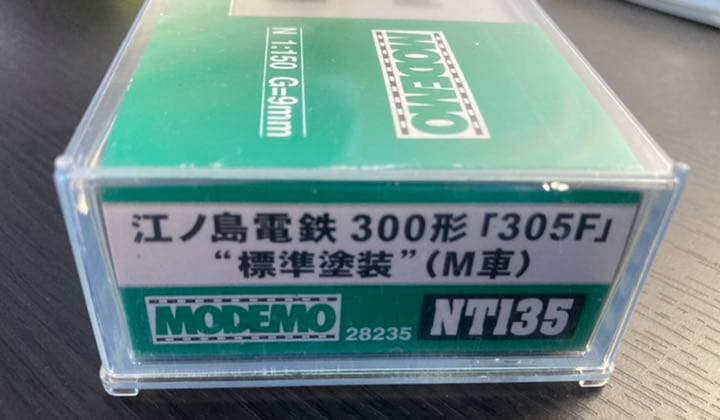 MODEMO
N 1:150 G=9mm
江ノ島電鉄 300形「305F」
“標準塗装”(M車)
MODEMO 28235 NT135